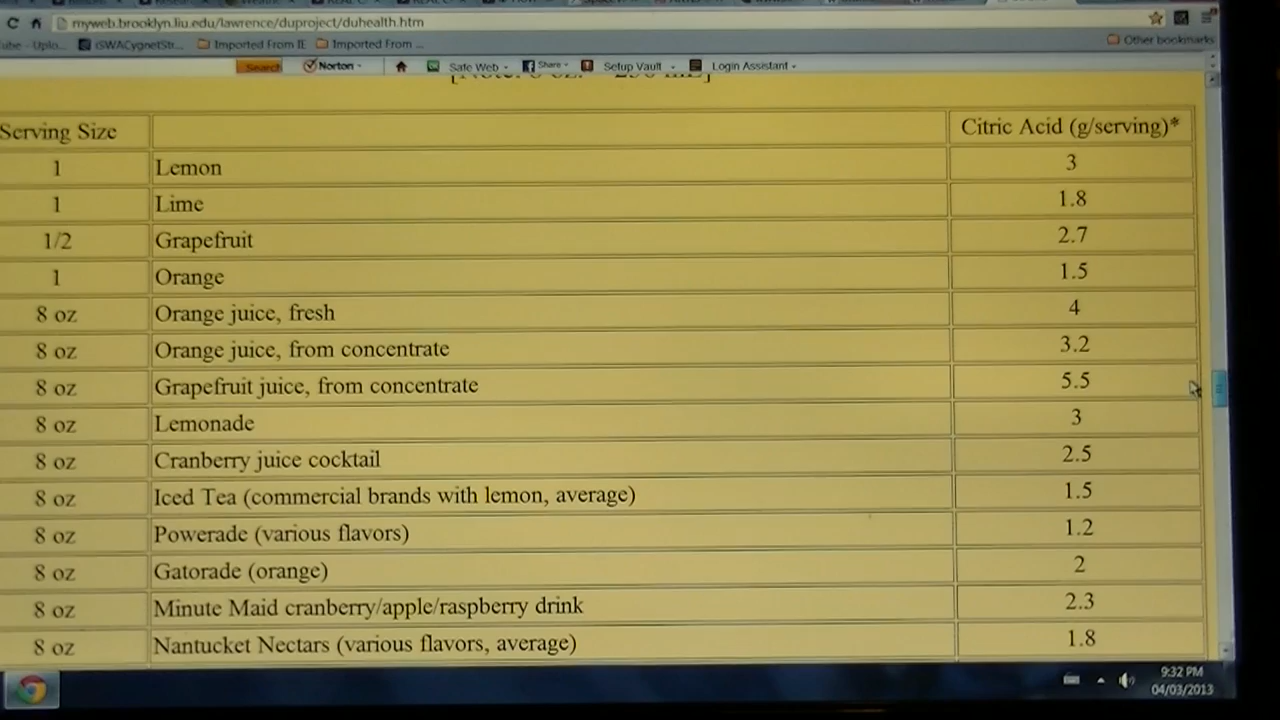 myweb.brooklyn.liu.edu/lawrence/duproject/duhealth.htm
Imported From IE Imported From ... Other bookmarks
Search Norton Safe Web Share Setup Vault Login Assistant
Serving Size Citric Acid (g/serving)*
1 Lemon 3
1 Lime 1.8
1/2 Grapefruit 2.7
1 Orange 1.5
8 oz Orange juice, fresh 4
8 oz Orange juice, from concentrate 3.2
8 oz Grapefruit juice, from concentrate 5.5
8 oz Lemonade 3
8 oz Cranberry juice cocktail 2.5
8 oz Iced Tea (commercial brands with lemon, average) 1.5
8 oz Powerade (various flavors) 1.2
8 oz Gatorade (orange) 2
8 oz Minute Maid cranberry/apple/raspberry drink 2.3
8 oz Nantucket Nectars (various flavors, average) 1.8
9:32 PM
04/03/2013